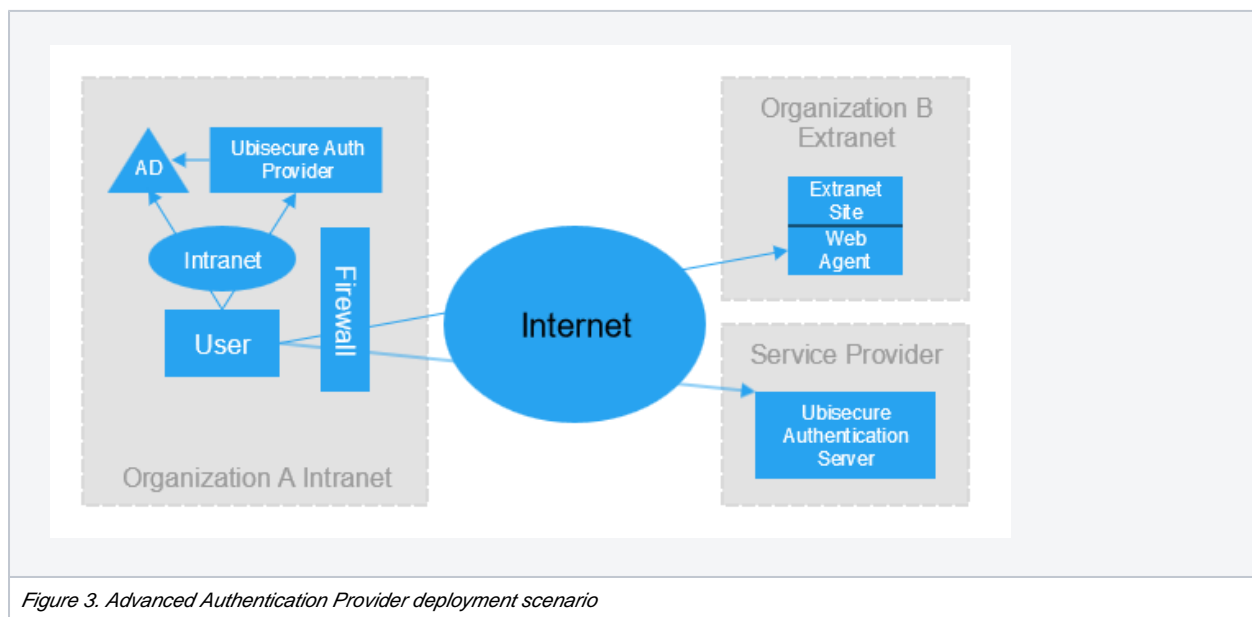 AD
Ubisecure Auth
Provider
Intranet
User
Firewall
Organization A Intranet
Internet
Organization B
Extranet
Extranet
Site
Web
Agent
Service Provider
Ubisecure
Authentication
Server
Figure 3. Advanced Authentication Provider deployment scenario